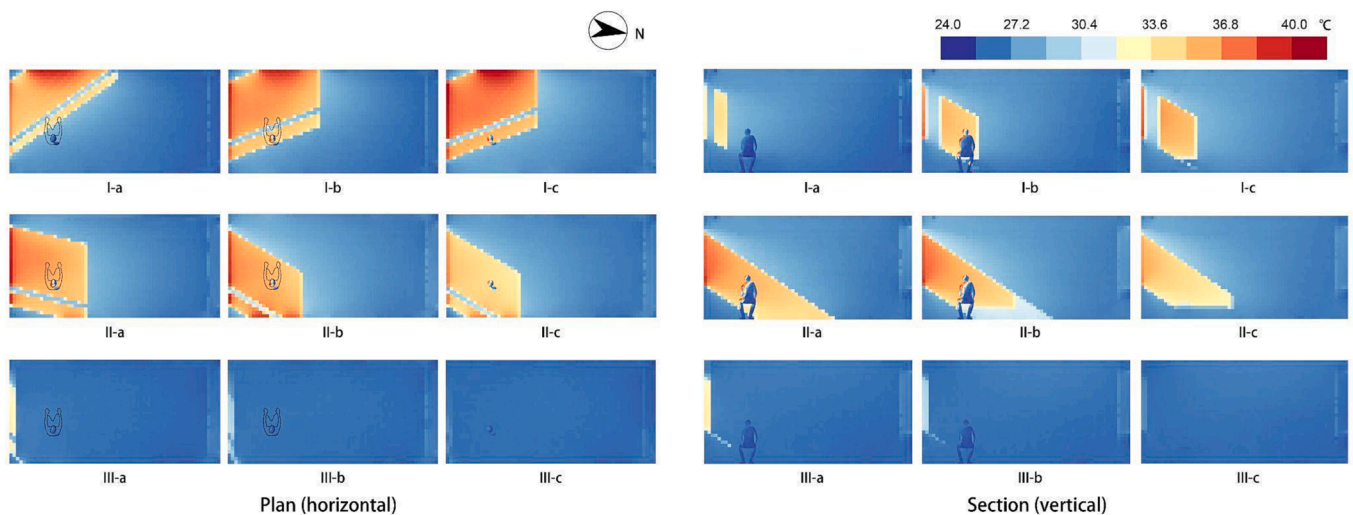 N
24.0 27.2 30.4 33.6 36.8 40.0 ℃
I-a I-b I-c I-a I-b I-c
II-a II-b II-c II-a II-b II-c
III-a III-b III-c III-a III-b III-c
Plan (horizontal) Section (vertical)